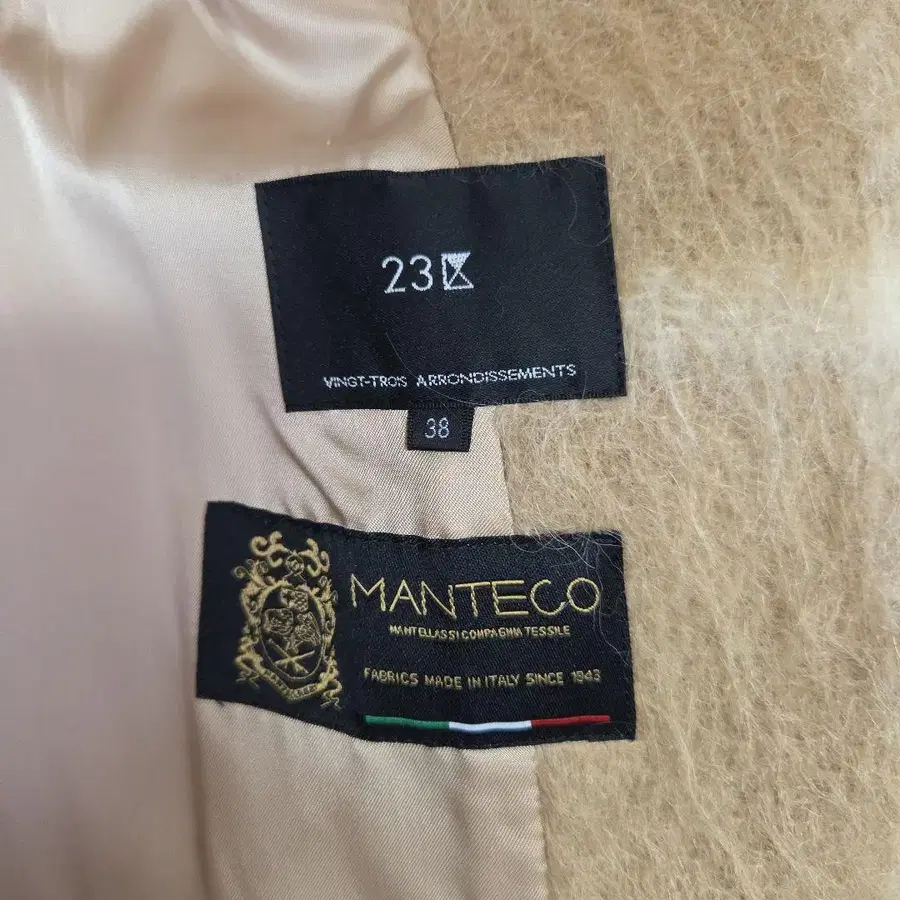 23区
VINGT-TROIS ARRONDISSEMENTS
38
MANTECO
MANTELLASSI COMPAGNIA TESSILE
FABRICS MADE IN ITALY SINCE 1943